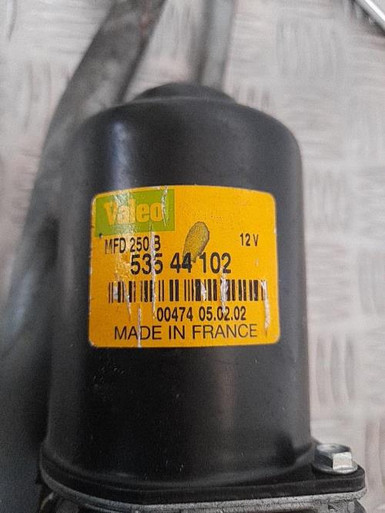 Valeo
MFD 250 B 12 V
535 44 102
00474 05.02.02
MADE IN FRANCE